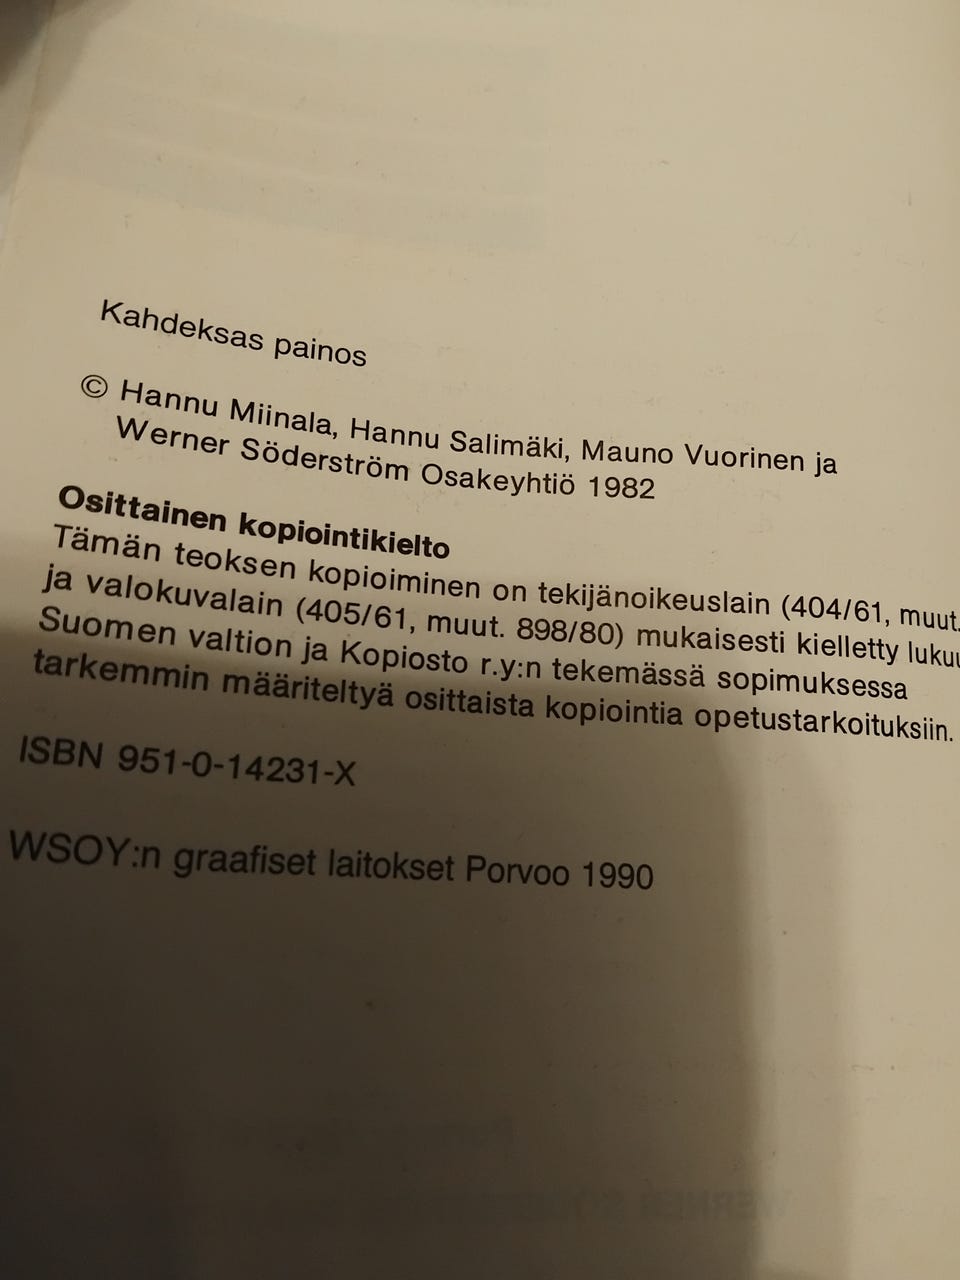 Kahdeksas painos
© Hannu Miinala, Hannu Salimäki, Mauno Vuorinen ja
Werner Söderström Osakeyhtiö 1982
Osittainen kopiointikielto
Tämän teoksen kopioiminen on tekijänoikeuslain (404/61, muut.
ja valokuvalain (405/61, muut. 898/80) mukaisesti kielletty
Suomen valtion ja Kopiosto r.y:n tekemässä sopimuksessa
tarkemmin määriteltyä osittaista kopiointia opetustarkoituksiin.
ISBN 951-0-14231-X
WSOY:n graafiset laitokset Porvoo 1990